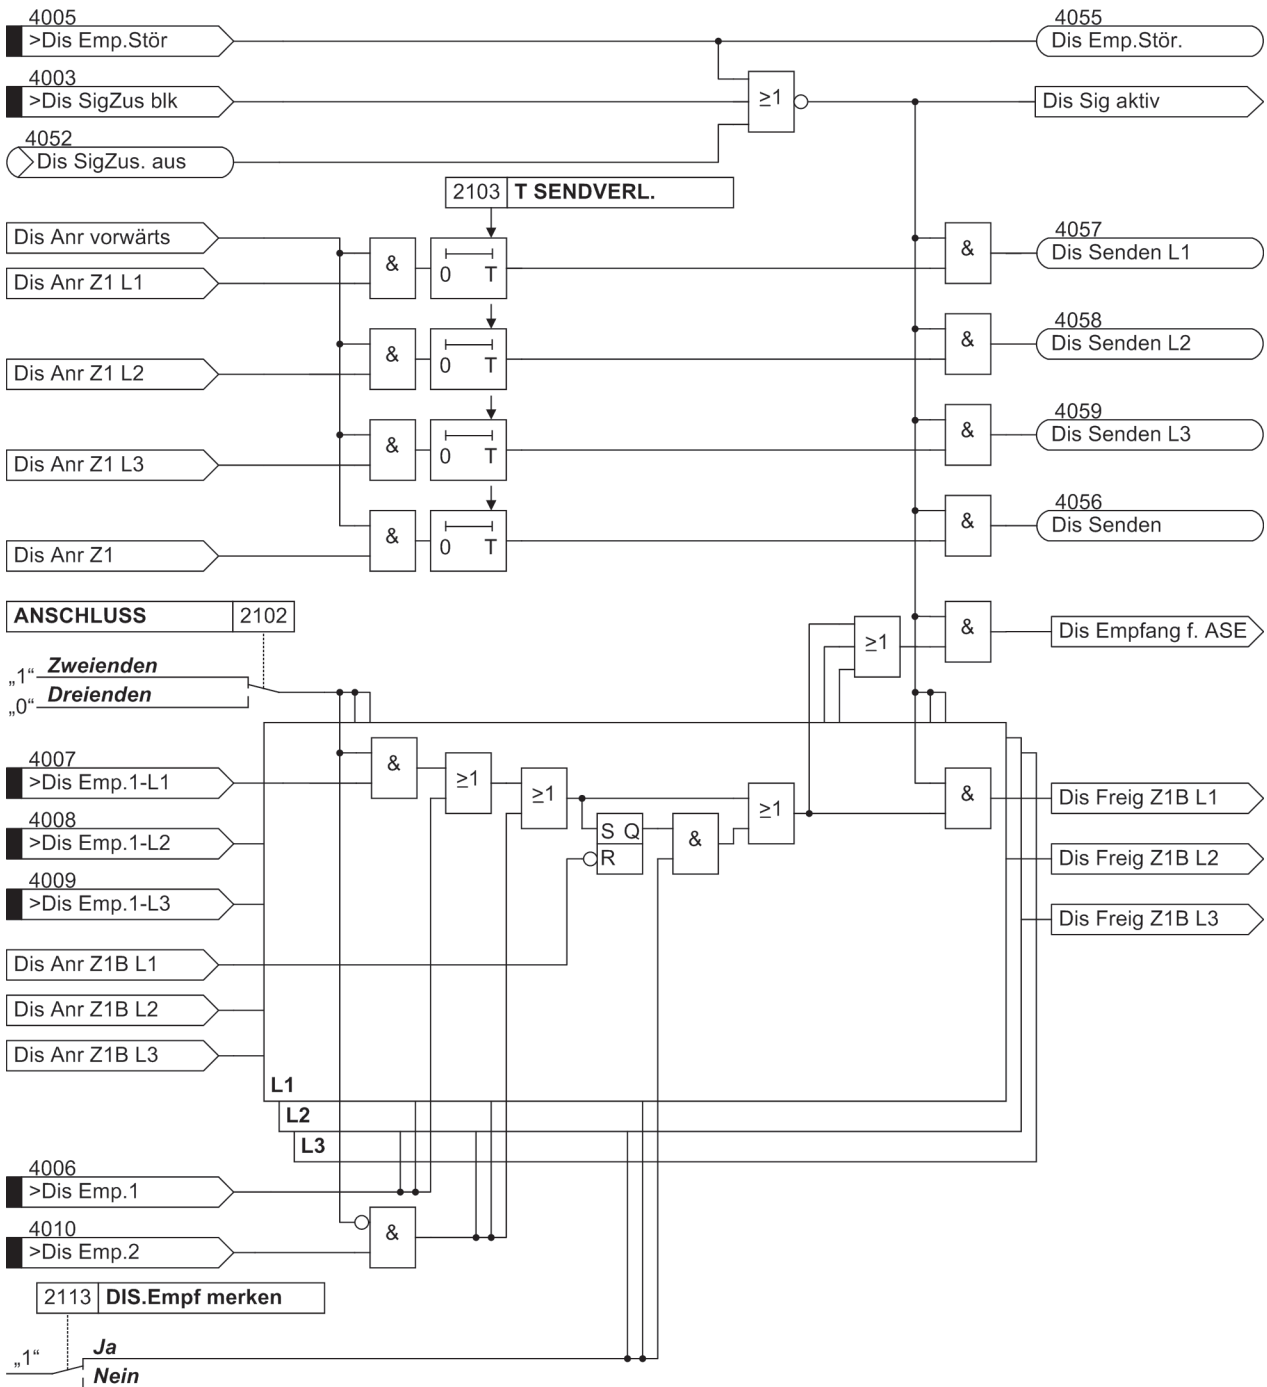 4005
>Dis Emp.Stör
4055
Dis Emp.Stör.
4003
>Dis SigZus blk
≥1
Dis Sig aktiv
4052
Dis SigZus. aus
2103 T SENDVERL.
Dis Anr vorwärts
Dis Anr Z1 L1
&
0 T
&
4057
Dis Senden L1
Dis Anr Z1 L2
&
0 T
&
4058
Dis Senden L2
Dis Anr Z1 L3
&
0 T
&
4059
Dis Senden L3
Dis Anr Z1
&
0 T
&
4056
Dis Senden
ANSCHLUSS 2102
„1“ Zweienden
„0“ Dreienden
≥1
&
Dis Empfang f. ASE
4007
>Dis Emp.1-L1
&
≥1
≥1
S Q
R
&
≥1
&
Dis Freig Z1B L1
4008
>Dis Emp.1-L2
Dis Freig Z1B L2
4009
>Dis Emp.1-L3
Dis Freig Z1B L3
Dis Anr Z1B L1
Dis Anr Z1B L2
Dis Anr Z1B L3
L1
L2
L3
4006
>Dis Emp.1
4010
>Dis Emp.2
&
2113 DIS.Empf merken
„1“
Ja
Nein